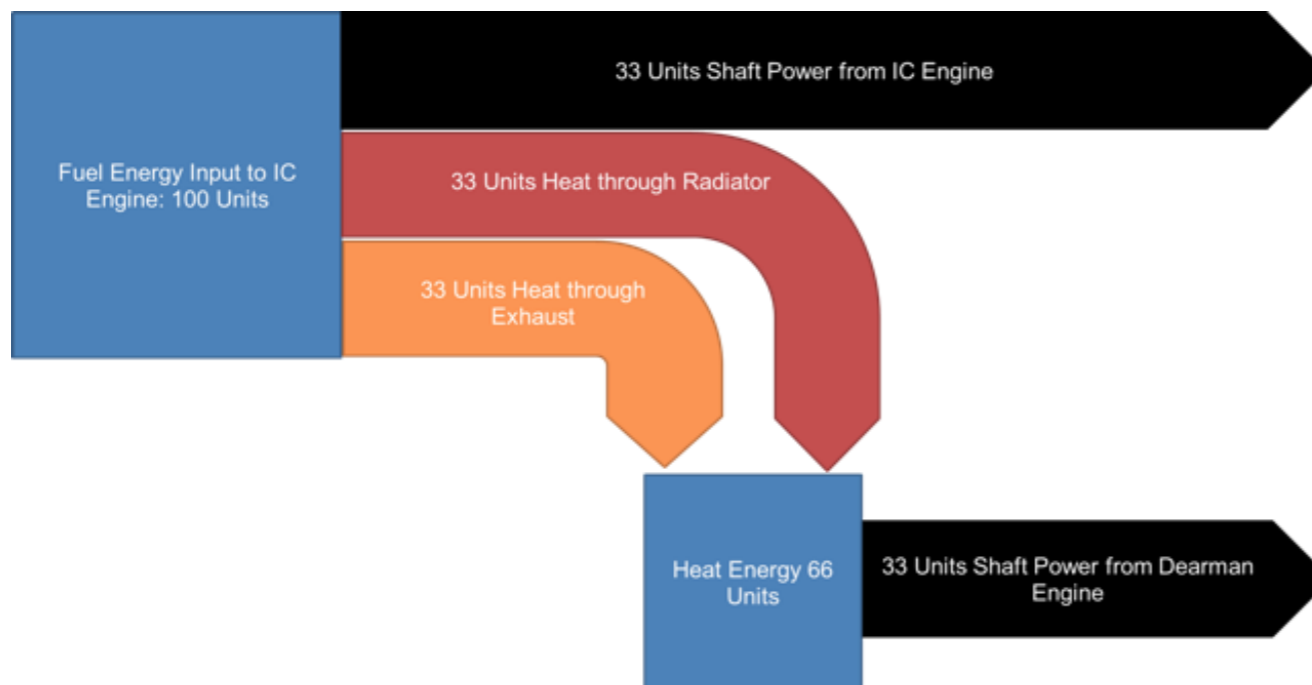 33 Units Shaft Power from IC Engine
Fuel Energy Input to IC
Engine: 100 Units
33 Units Heat through Radiator
33 Units Heat through
Exhaust
Heat Energy 66
Units
33 Units Shaft Power from Dearman
Engine